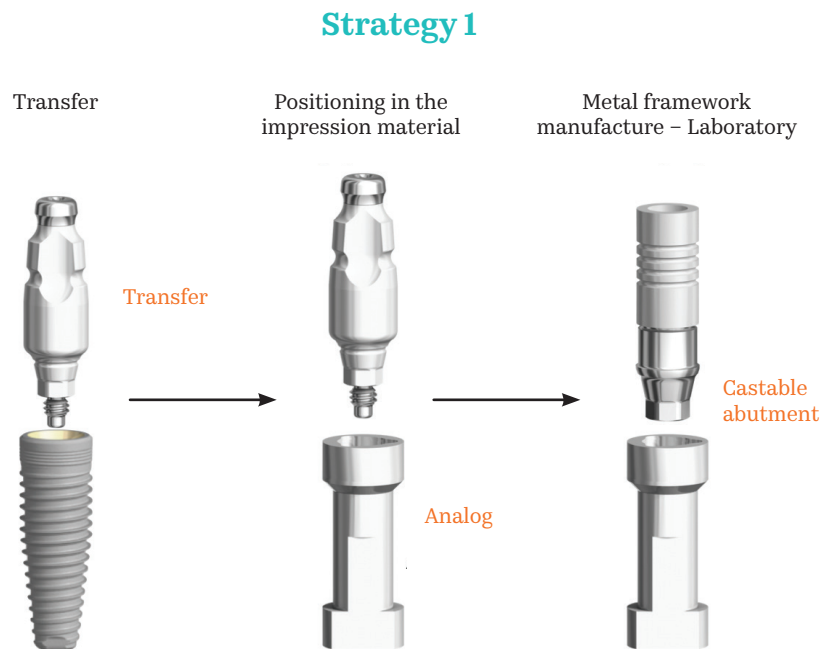 Strategy 1
Transfer
Positioning in the
impression material
Metal framework
manufacture – Laboratory
Transfer
Castable
abutment
Analog